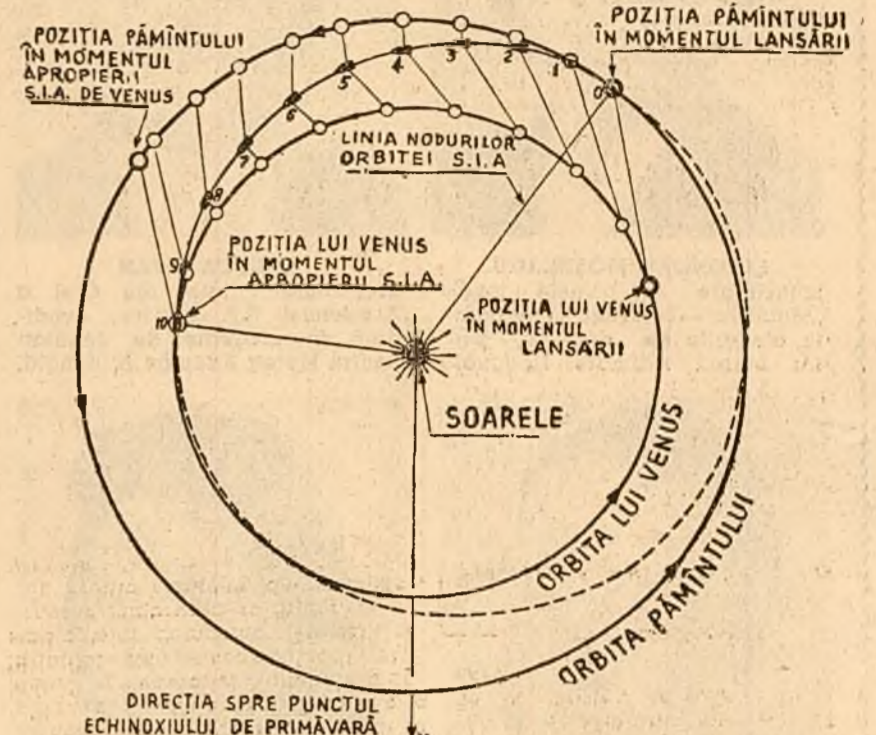 POZIȚIA PĂMÎNTULUI
ÎN MOMENTUL
APROPIERII
S.I.A. DE VENUS
POZIȚIA PĂMÎNTULUI
ÎN MOMENTUL LANSĂRII
0
1
2
3
4
5
6
7
8
9
10
LINIA NODURILOR
ORBITEI S.I.A
POZIȚIA LUI VENUS
ÎN MOMENTUL
APROPIERII S.I.A.
POZIȚIA LUI VENUS
ÎN MOMENTUL
LANSĂRII
SOARELE
ORBITA LUI VENUS
ORBITA PĂMÎNTULUI
DIRECȚIA SPRE PUNCTUL
ECHINOXIULUI DE PRIMĂVARĂ